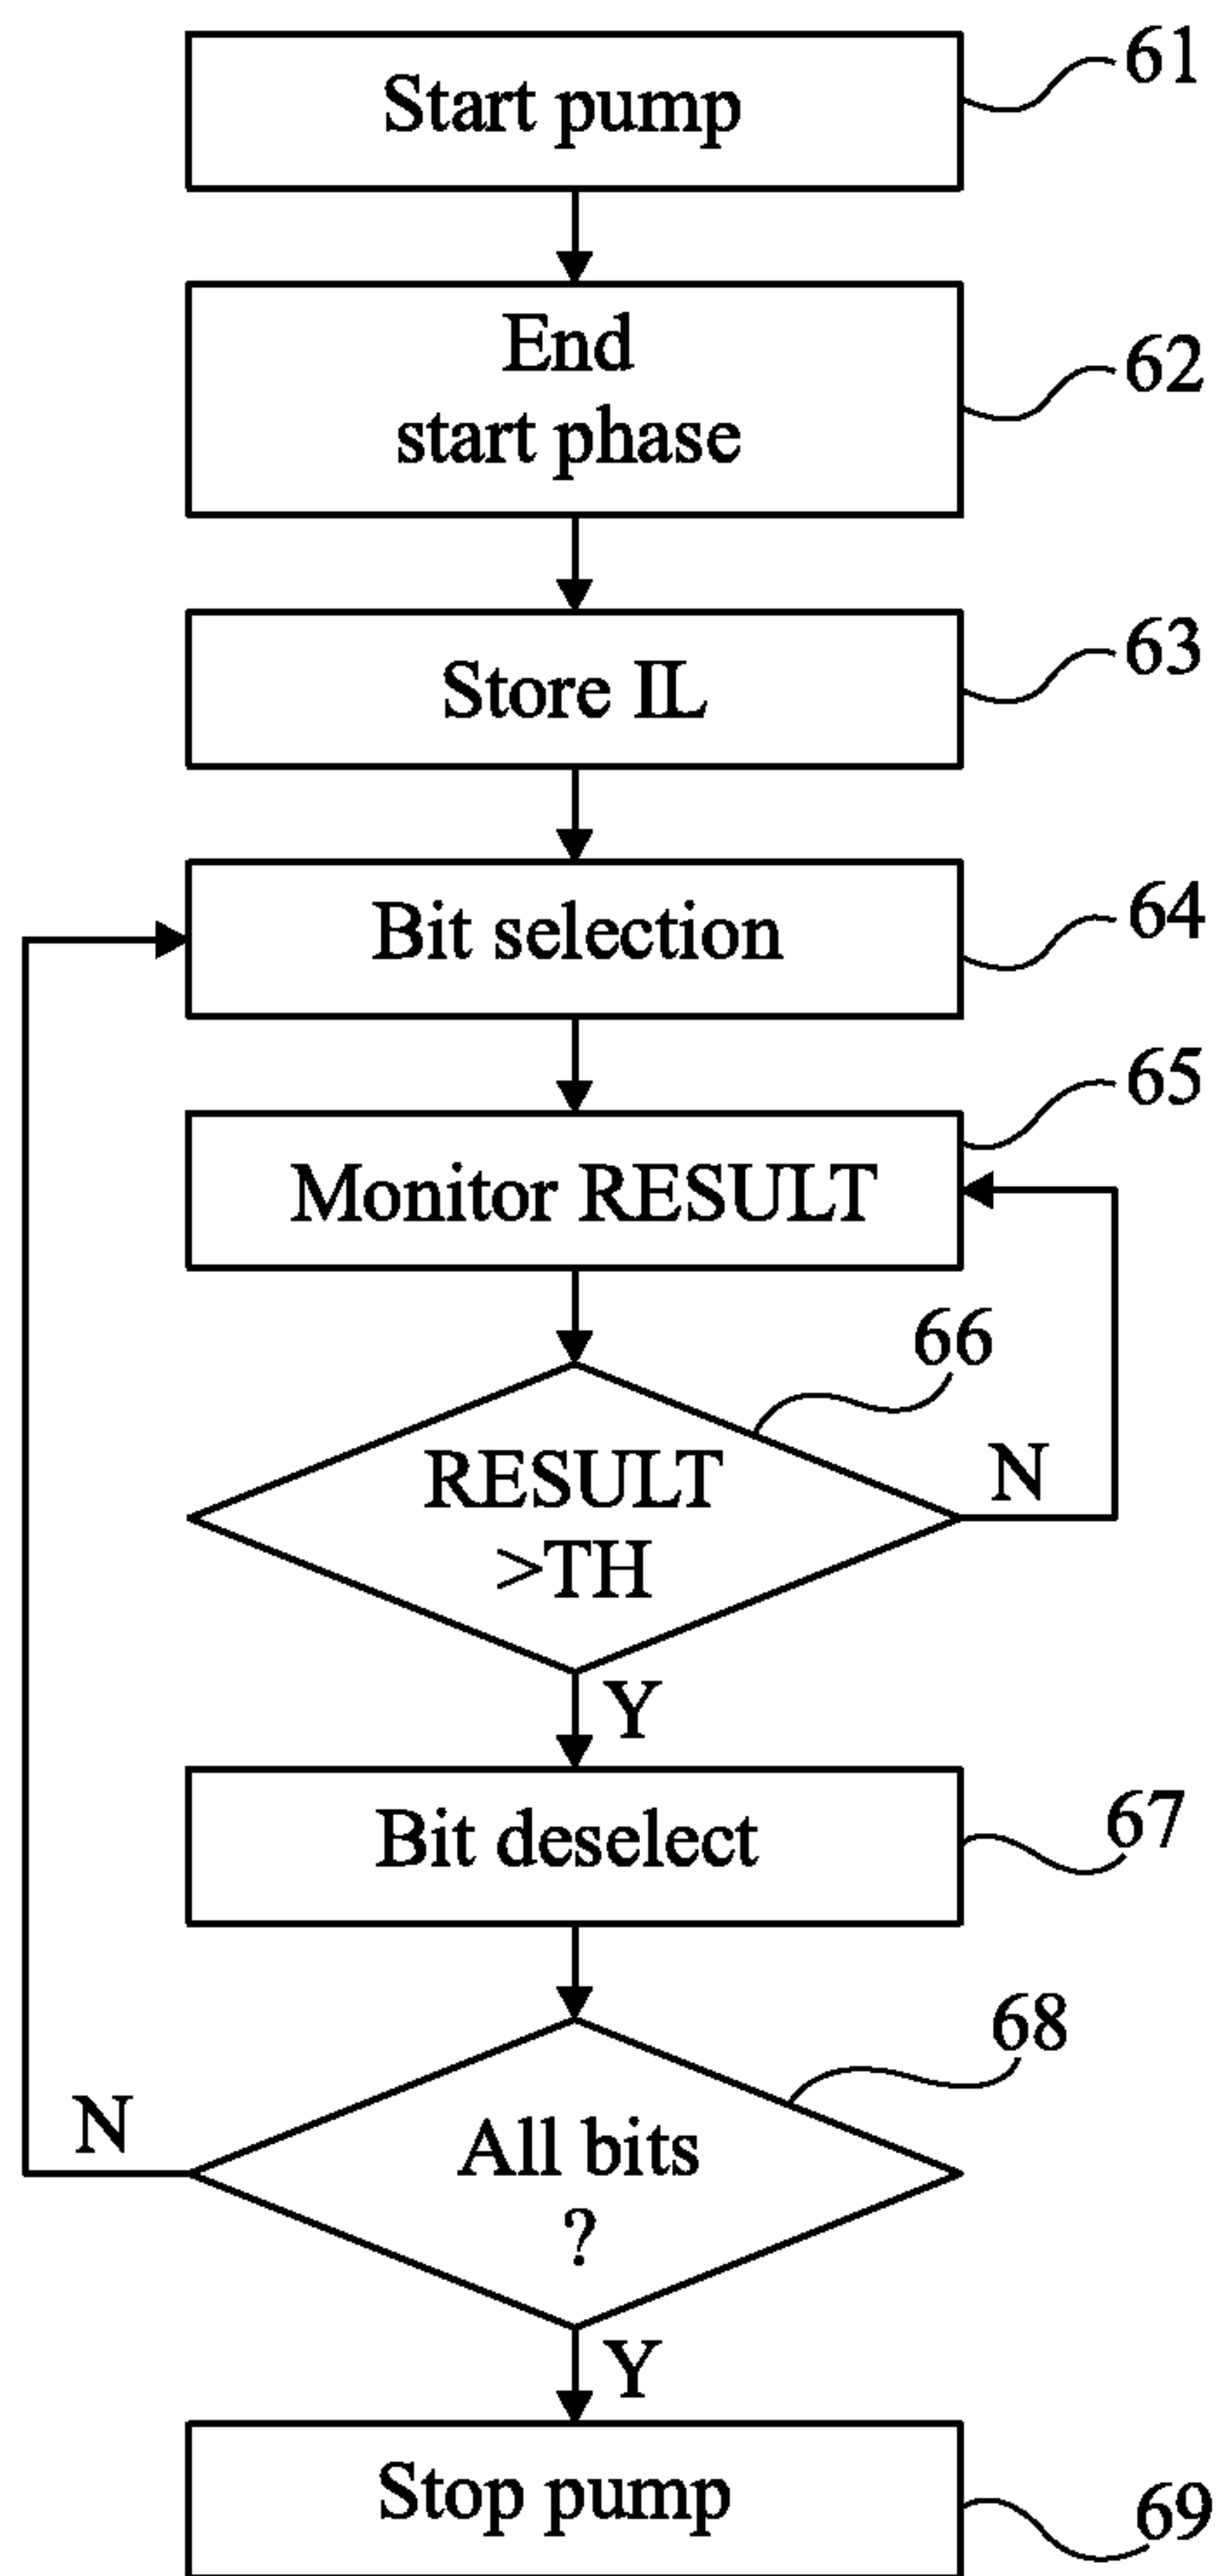 Start pump
61
End
start phase
62
Store IL
63
Bit selection
64
65
Monitor RESULT
66
RESULT
>TH
N
Y
Bit deselect
67
68
N
All bits
?
Y
Stop pump
69